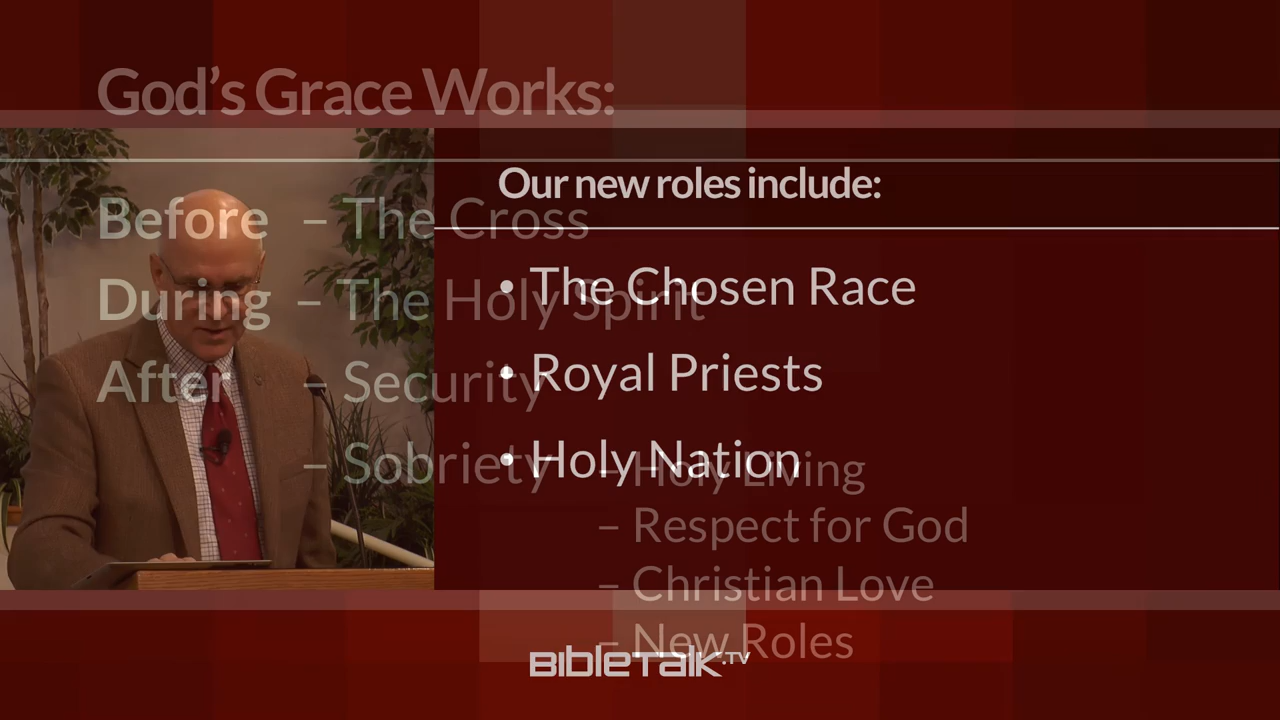 God's Grace Works:
Before – The Cross
During – The Holy Spirit
After – Security
– Sobriety
– Holy Living
– Respect for God
– Christian Love
– New Roles
Our new roles include:
• The Chosen Race
• Royal Priests
• Holy Nation
BibleTalk.TV